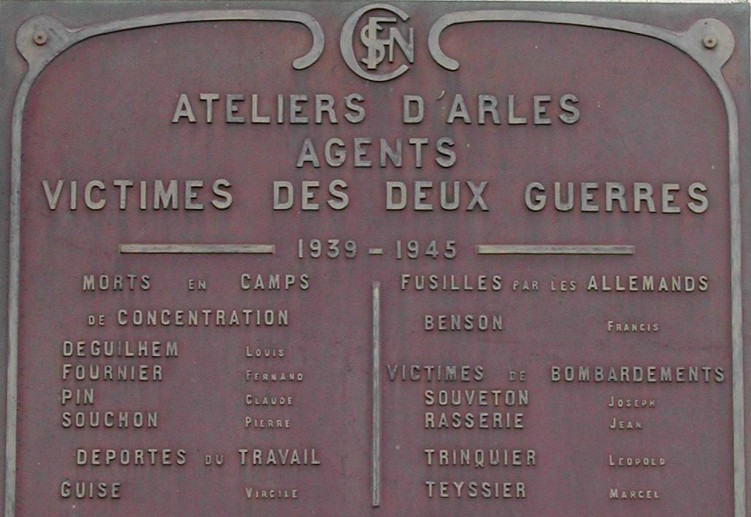 SNCF
ATELIERS D'ARLES
AGENTS
VICTIMES DES DEUX GUERRES
1939 - 1945
MORTS EN CAMPS
DE CONCENTRATION
DEGUILHEM LOUIS
FOURNIER FERNAND
PIN CLAUDE
SOUCHON PIERRE
DEPORTES DU TRAVAIL
GUISE VIRGILE
FUSILLES PAR LES ALLEMANDS
BENSON FRANCIS
VICTIMES DE BOMBARDEMENTS
SOUVETON JOSEPH
RASSERIE JEAN
TRINQUIER LEOPOLD
TEYSSIER MARCEL